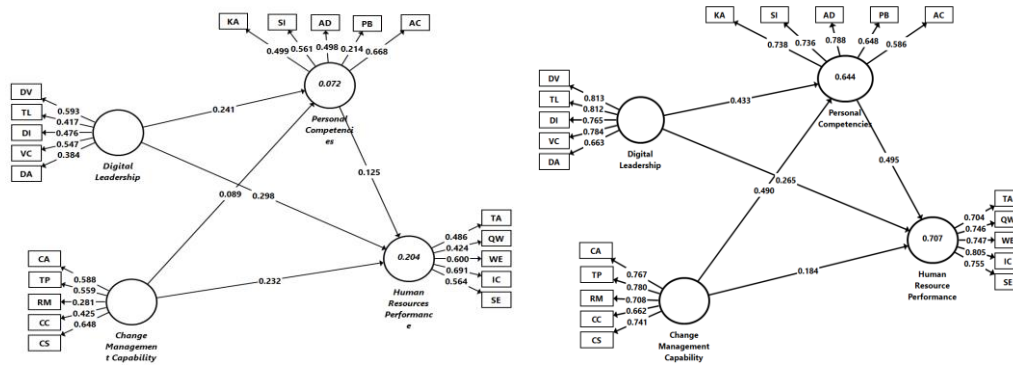 KA
SI
AD
PB
AC
0.499
0.561
0.498
0.214
0.668
0.072
Personal
Competenci
es
DV
TL
DI
VC
DA
0.593
0.417
0.476
0.547
0.384
Digital
Leadership
0.241
0.089
0.298
0.125
0.232
CA
TP
RM
CC
CS
0.588
0.559
0.281
0.425
0.648
Change
Managemen
t Capability
0.204
Human
Resources
Performanc
e
0.486
0.424
0.600
0.691
0.564
TA
QW
WE
IC
SE
KA
SI
AD
PB
AC
0.738
0.736
0.788
0.648
0.586
0.644
Personal
Competencies
DV
TL
DI
VC
DA
0.813
0.812
0.765
0.784
0.663
Digital
Leadership
0.433
0.490
0.265
0.495
0.184
CA
TP
RM
CC
CS
0.767
0.780
0.708
0.662
0.741
Change
Management
Capability
0.707
Human
Resource
Performance
0.704
0.746
0.747
0.805
0.755
TA
QW
WE
IC
SE